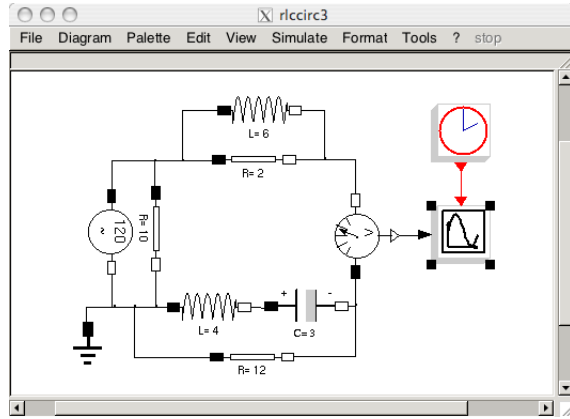 rlccirc3
File Diagram Palette Edit View Simulate Format Tools ? stop
L= 6
R= 2
R= 10
120
~
V
+ -
L= 4
C= 3
R= 12